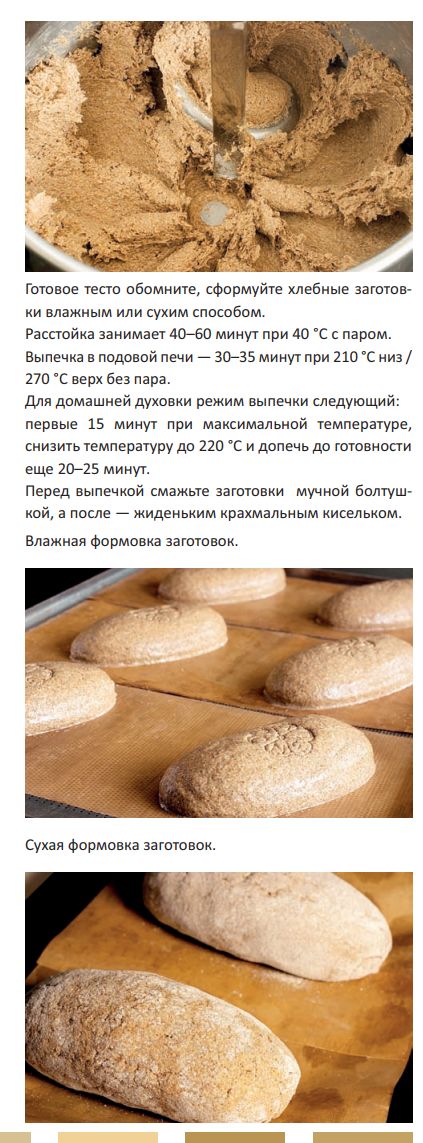 Готовое тесто обомните, сформуйте хлебные заготов-
ки влажным или сухим способом.
Расстойка занимает 40–60 минут при 40 °С с паром.
Выпечка в подовой печи — 30–35 минут при 210 °С низ /
270 °С верх без пара.
Для домашней духовки режим выпечки следующий:
первые 15 минут при максимальной температуре,
снизить температуру до 220 °С и допечь до готовности
еще 20–25 минут.
Перед выпечкой смажьте заготовки мучной болтуш-
кой, а после — жиденьким крахмальным кисельком.
Влажная формовка заготовок.
Сухая формовка заготовок.